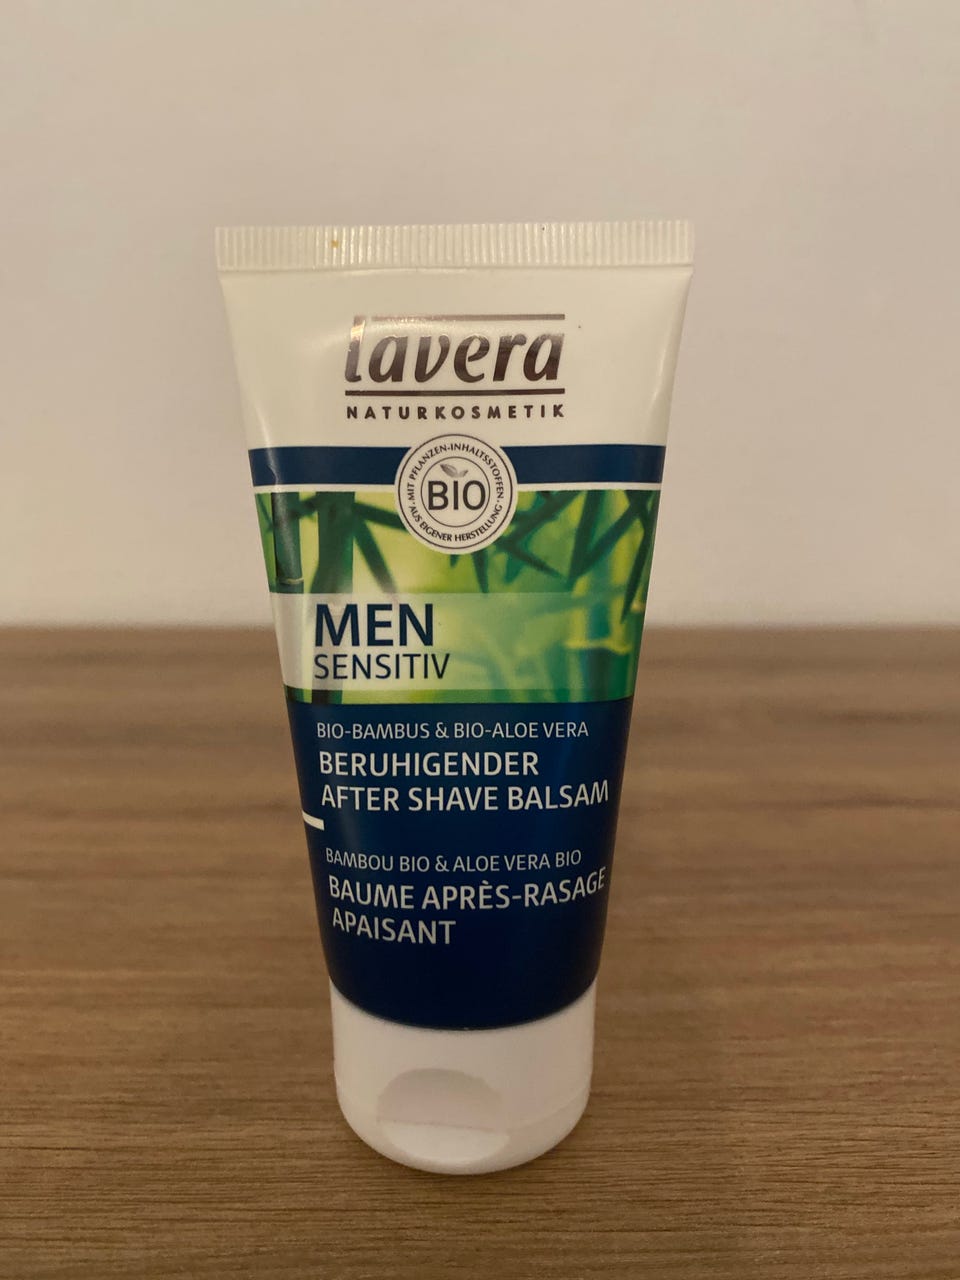 lavera
NATURKOSMETIK
· MIT PFLANZEN-INHALTSSTOFFEN ·
BIO
AUS EIGENER HERSTELLUNG
MEN
SENSITIV
BIO-BAMBUS & BIO-ALOE VERA
BERUHIGENDER
AFTER SHAVE BALSAM
BAMBOU BIO & ALOE VERA BIO
BAUME APRÈS-RASAGE
APAISANT